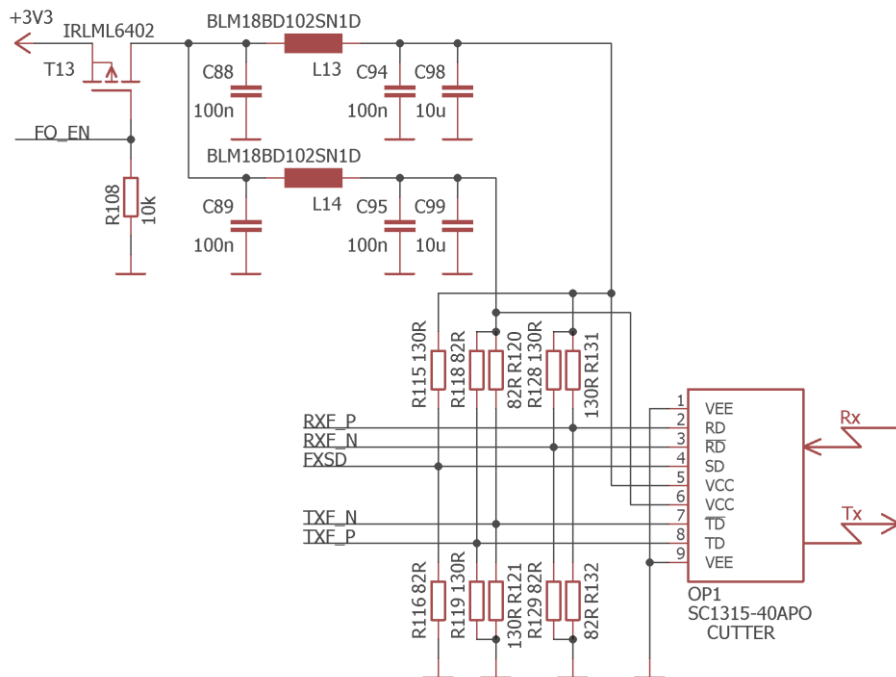 +3V3
IRLML6402
T13
FO_EN
R108
10k
BLM18BD102SN1D
L13
C88
100n
C94
100n
C98
10u
BLM18BD102SN1D
L14
C89
100n
C95
100n
C99
10u
R115 130R
R118 82R
82R R120
R128 130R
130R R131
RXF_P
RXF_N
FXSD
TXF_N
TXF_P
R116 82R
R119 130R
130R R121
R129 82R
82R R132
1 VEE
2 RD
3 RD
4 SD
5 VCC
6 VCC
7 TD
8 TD
9 VEE
Rx
Tx
OP1
SC1315-40APO
CUTTER